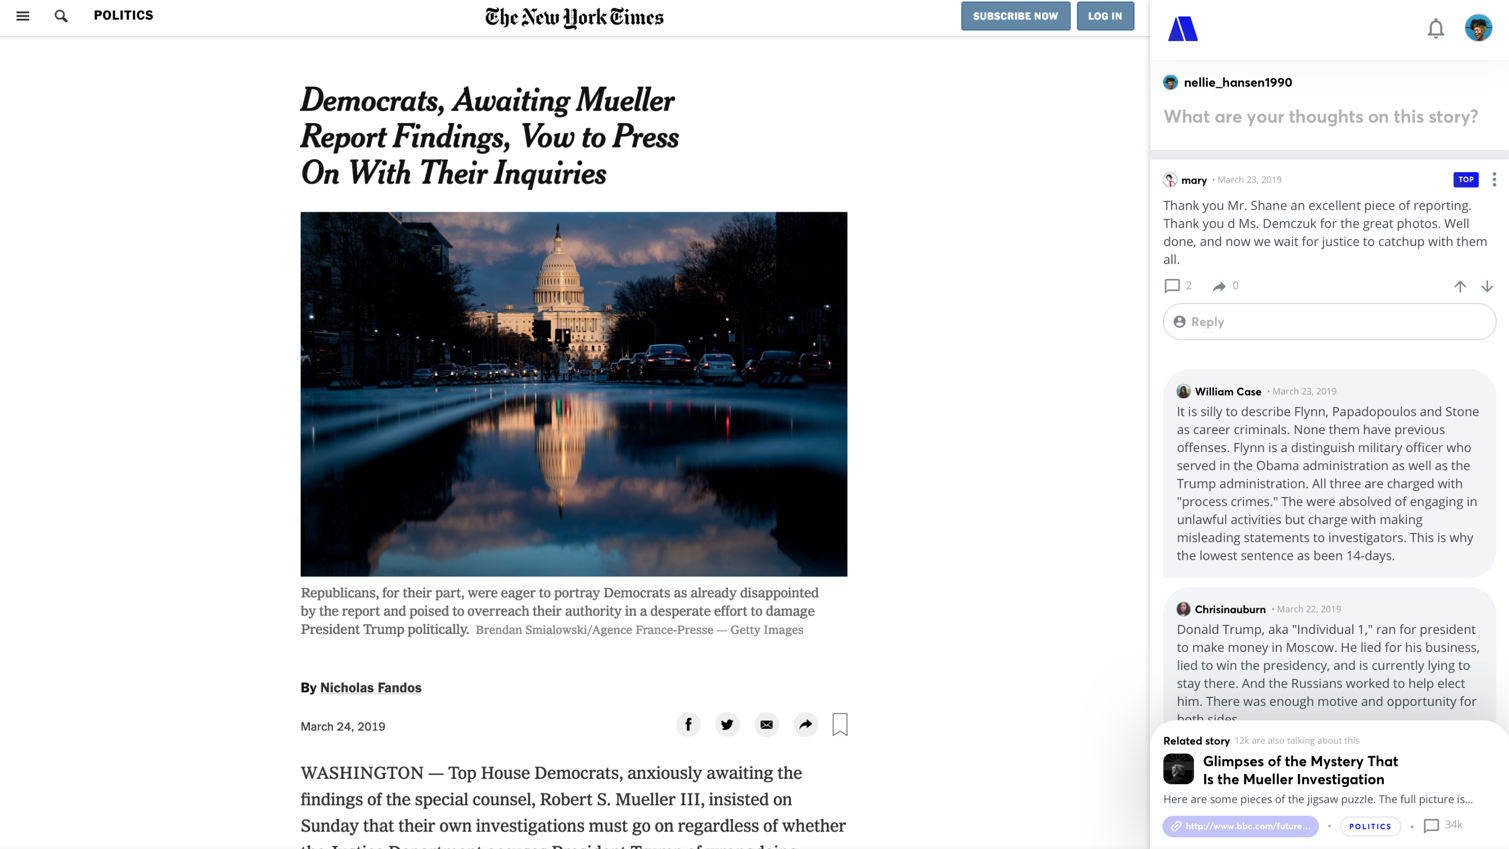 POLITICS
The New York Times
SUBSCRIBE NOW
LOG IN
Democrats, Awaiting Mueller
Report Findings, Vow to Press
On With Their Inquiries
Republicans, for their part, were eager to portray Democrats as already disappointed
by the report and poised to overreach their authority in a desperate effort to damage
President Trump politically. Brendan Smialowski/Agence France-Presse — Getty Images
By Nicholas Fandos
March 24, 2019
WASHINGTON — Top House Democrats, anxiously awaiting the
findings of the special counsel, Robert S. Mueller III, insisted on
Sunday that their own investigations must go on regardless of whether
nellie_hansen1990
What are your thoughts on this story?
mary • March 23, 2019
TOP
Thank you Mr. Shane an excellent piece of reporting.
Thank you d Ms. Demczuk for the great photos. Well
done, and now we wait for justice to catchup with them
all.
2
0
Reply
William Case • March 23, 2019
It is silly to describe Flynn, Papadopoulos and Stone
as career criminals. None them have previous
offenses. Flynn is a distinguish military officer who
served in the Obama administration as well as the
Trump administration. All three are charged with
"process crimes." The were absolved of engaging in
unlawful activities but charge with making
misleading statements to investigators. This is why
the lowest sentence as been 14-days.
Chrisinauburn • March 22, 2019
Donald Trump, aka "Individual 1," ran for president
to make money in Moscow. He lied for his business,
lied to win the presidency, and is currently lying to
stay there. And the Russians worked to help elect
him. There was enough motive and opportunity for
both sides.
Related story 12k are also talking about this
Glimpses of the Mystery That
Is the Mueller Investigation
Here are some pieces of the jigsaw puzzle. The full picture is...
http://www.bbc.com/future... • POLITICS • 34k